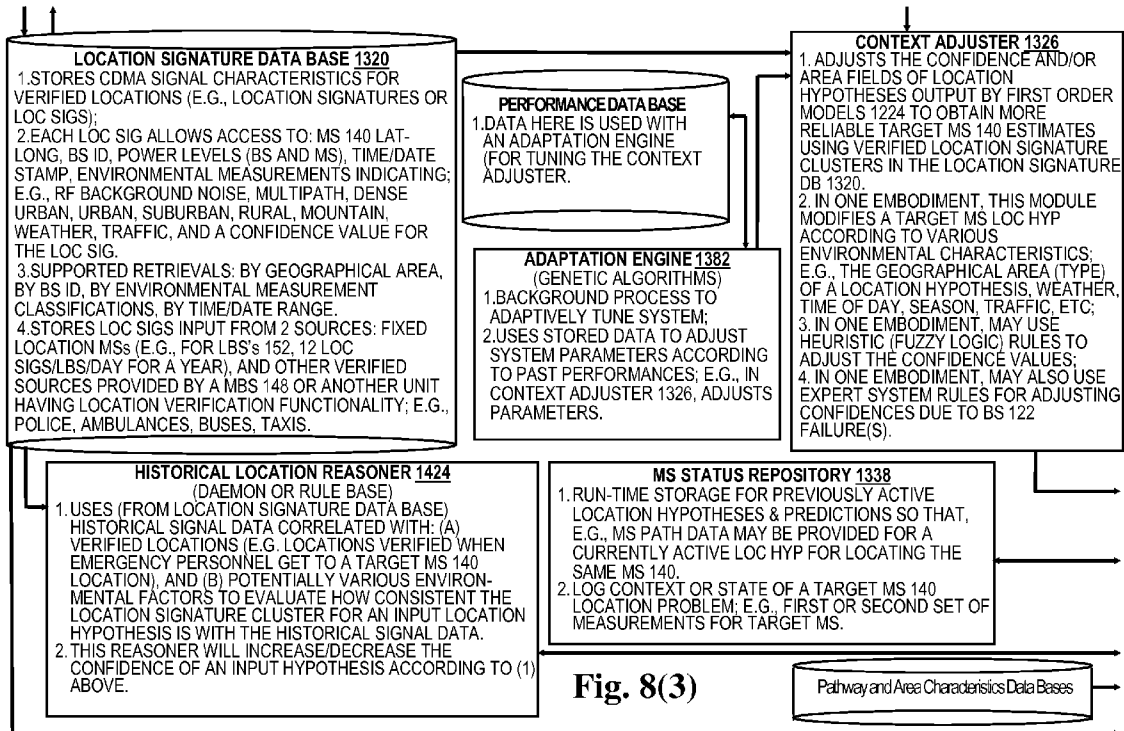 LOCATION SIGNATURE DATA BASE 1320
1.STORES CDMA SIGNAL CHARACTERISTICS FOR
VERIFIED LOCATIONS (E.G., LOCATION SIGNATURES OR
LOC SIGS);
2.EACH LOC SIG ALLOWS ACCESS TO: MS 140 LAT-
LONG, BS ID, POWER LEVELS (BS AND MS), TIME/DATE
STAMP, ENVIRONMENTAL MEASUREMENTS INDICATING;
E.G., RF BACKGROUND NOISE, MULTIPATH, DENSE
URBAN, URBAN, SUBURBAN, RURAL, MOUNTAIN,
WEATHER, TRAFFIC, AND A CONFIDENCE VALUE FOR
THE LOC SIG.
3.SUPPORTED RETRIEVALS: BY GEOGRAPHICAL AREA,
BY BS ID, BY ENVIRONMENTAL MEASUREMENT
CLASSIFICATIONS, BY TIME/DATE RANGE.
4.STORES LOC SIGS INPUT FROM 2 SOURCES: FIXED
LOCATION MSs (E.G., FOR LBS's 152, 12 LOC
SIGS/LBS/DAY FOR A YEAR), AND OTHER VERIFIED
SOURCES PROVIDED BY A MBS 148 OR ANOTHER UNIT
HAVING LOCATION VERIFICATION FUNCTIONALITY; E.G.,
POLICE, AMBULANCES, BUSES, TAXIS.
PERFORMANCE DATA BASE
1.DATA HERE IS USED WITH
AN ADAPTATION ENGINE
(FOR TUNING THE CONTEXT
ADJUSTER.
ADAPTATION ENGINE 1382
(GENETIC ALGORITHMS)
1.BACKGROUND PROCESS TO
ADAPTIVELY TUNE SYSTEM;
2.USES STORED DATA TO ADJUST
SYSTEM PARAMETERS ACCORDING
TO PAST PERFORMANCES; E.G., IN
CONTEXT ADJUSTER 1326, ADJUSTS
PARAMETERS.
CONTEXT ADJUSTER 1326
1. ADJUSTS THE CONFIDENCE AND/OR
AREA FIELDS OF LOCATION
HYPOTHESES OUTPUT BY FIRST ORDER
MODELS 1224 TO OBTAIN MORE
RELIABLE TARGET MS 140 ESTIMATES
USING VERIFIED LOCATION SIGNATURE
CLUSTERS IN THE LOCATION SIGNATURE
DB 1320.
2. IN ONE EMBODIMENT, THIS MODULE
MODIFIES A TARGET MS LOC HYP
ACCORDING TO VARIOUS
ENVIRONMENTAL CHARACTERISTICS;
E.G., THE GEOGRAPHICAL AREA (TYPE)
OF A LOCATION HYPOTHESIS, WEATHER,
TIME OF DAY, SEASON, TRAFFIC, ETC;
3. IN ONE EMBODIMENT, MAY USE
HEURISTIC (FUZZY LOGIC) RULES TO
ADJUST THE CONFIDENCE VALUES;
4. IN ONE EMBODIMENT, MAY ALSO USE
EXPERT SYSTEM RULES FOR ADJUSTING
CONFIDENCES DUE TO BS 122
FAILURE(S).
HISTORICAL LOCATION REASONER 1424
(DAEMON OR RULE BASE)
1. USES (FROM LOCATION SIGNATURE DATA BASE)
HISTORICAL SIGNAL DATA CORRELATED WITH: (A)
VERIFIED LOCATIONS (E.G. LOCATIONS VERIFIED WHEN
EMERGENCY PERSONNEL GET TO A TARGET MS 140
LOCATION), AND (B) POTENTIALLY VARIOUS ENVIRON-
MENTAL FACTORS TO EVALUATE HOW CONSISTENT THE
LOCATION SIGNATURE CLUSTER FOR AN INPUT LOCATION
HYPOTHESIS IS WITH THE HISTORICAL SIGNAL DATA.
2. THIS REASONER WILL INCREASE/DECREASE THE
CONFIDENCE OF AN INPUT HYPOTHESIS ACCORDING TO (1)
ABOVE.
MS STATUS REPOSITORY 1338
1. RUN-TIME STORAGE FOR PREVIOUSLY ACTIVE
LOCATION HYPOTHESES & PREDICTIONS SO THAT,
E.G., MS PATH DATA MAY BE PROVIDED FOR A
CURRENTLY ACTIVE LOC HYP FOR LOCATING THE
SAME MS 140.
2. LOG CONTEXT OR STATE OF A TARGET MS 140
LOCATION PROBLEM; E.G., FIRST OR SECOND SET OF
MEASUREMENTS FOR TARGET MS.
Fig. 8(3)
Pathway and Area Characteristics Data Bases